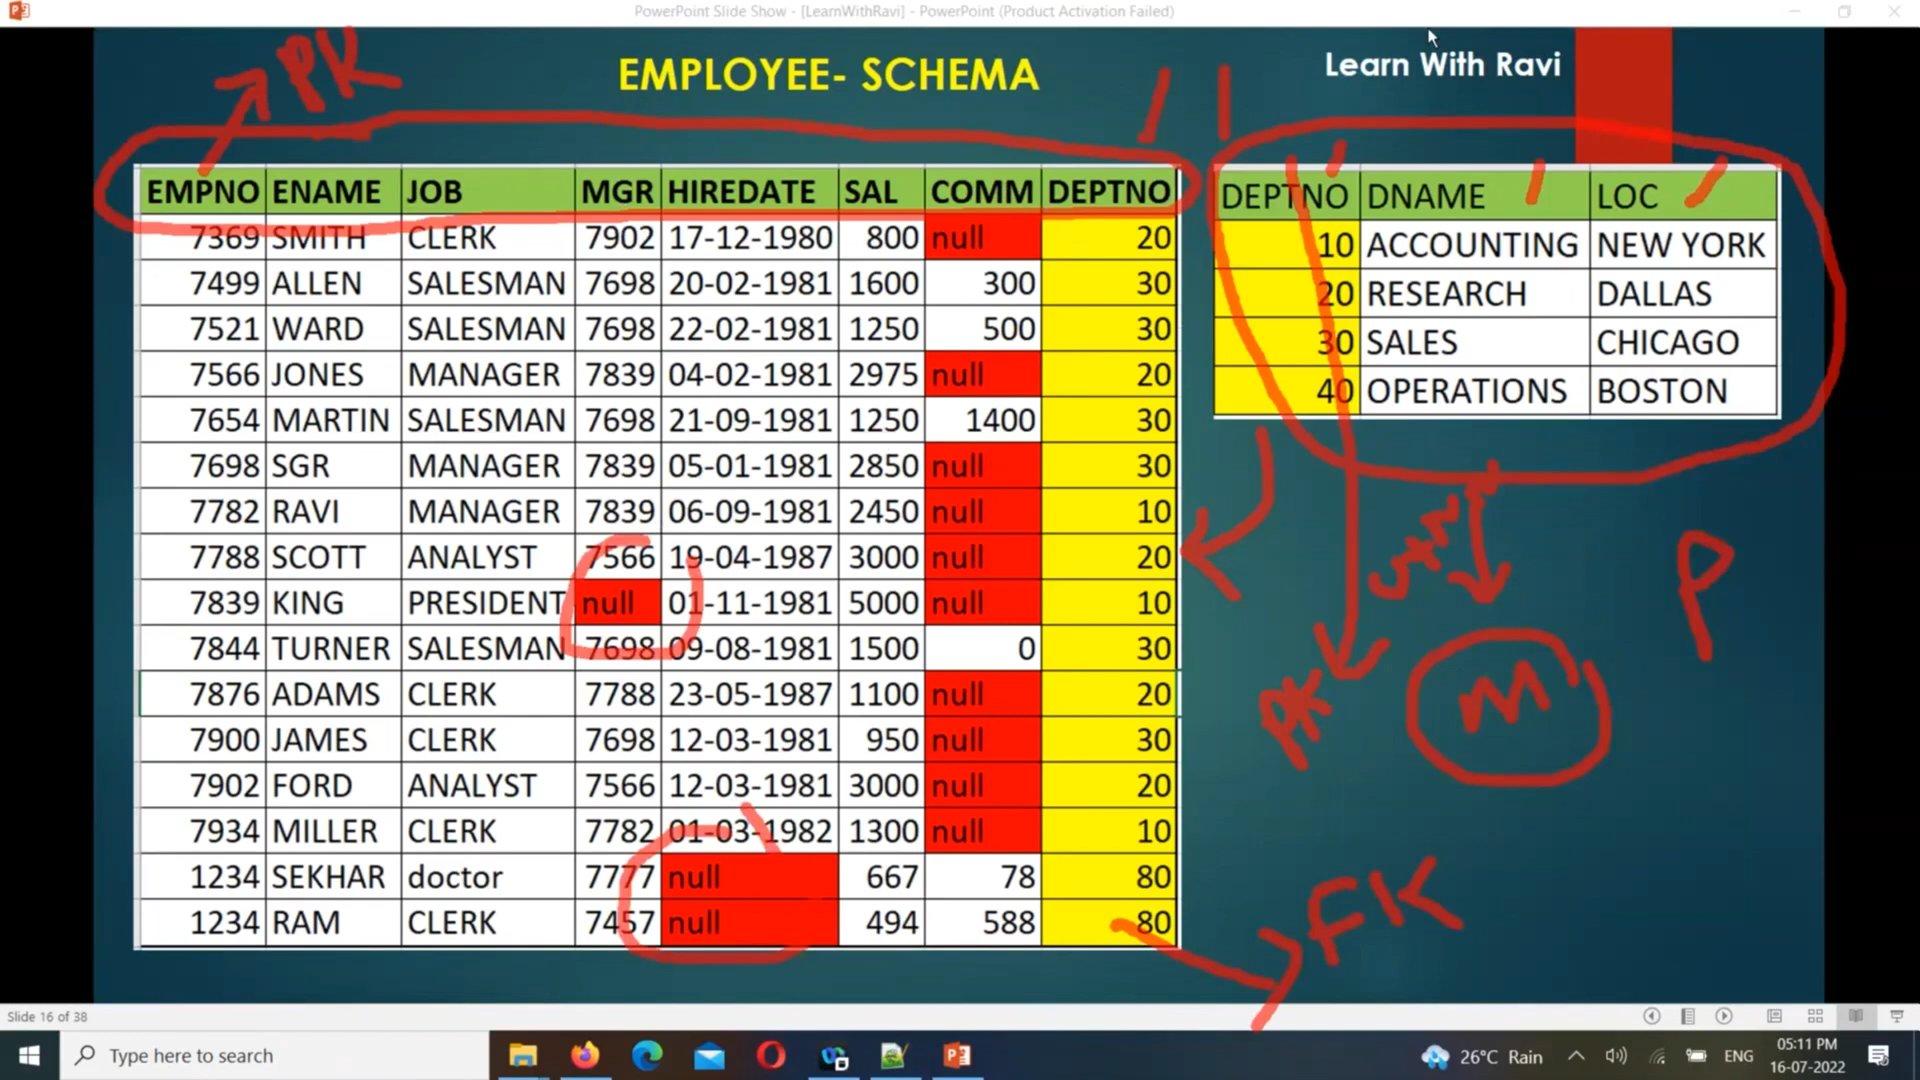 PowerPoint Slide Show - [LearnWithRavi] - PowerPoint (Product Activation Failed)
PK
EMPLOYEE- SCHEMA
Learn With Ravi
EMPNO ENAME JOB MGR HIREDATE SAL COMM DEPTNO
7369 SMITH CLERK 7902 17-12-1980 800 null 20
7499 ALLEN SALESMAN 7698 20-02-1981 1600 300 30
7521 WARD SALESMAN 7698 22-02-1981 1250 500 30
7566 JONES MANAGER 7839 04-02-1981 2975 null 20
7654 MARTIN SALESMAN 7698 21-09-1981 1250 1400 30
7698 SGR MANAGER 7839 05-01-1981 2850 null 30
7782 RAVI MANAGER 7839 06-09-1981 2450 null 10
7788 SCOTT ANALYST 7566 19-04-1987 3000 null 20
7839 KING PRESIDENT null 01-11-1981 5000 null 10
7844 TURNER SALESMAN 7698 09-08-1981 1500 0 30
7876 ADAMS CLERK 7788 23-05-1987 1100 null 20
7900 JAMES CLERK 7698 12-03-1981 950 null 30
7902 FORD ANALYST 7566 12-03-1981 3000 null 20
7934 MILLER CLERK 7782 01-03-1982 1300 null 10
1234 SEKHAR doctor 7777 null 667 78 80
1234 RAM CLERK 7457 null 494 588 80
DEPTNO DNAME LOC
10 ACCOUNTING NEW YORK
20 RESEARCH DALLAS
30 SALES CHICAGO
40 OPERATIONS BOSTON
P
PK
M
FK
Slide 16 of 38
Type here to search
26°C Rain
ENG
05:11 PM
16-07-2022